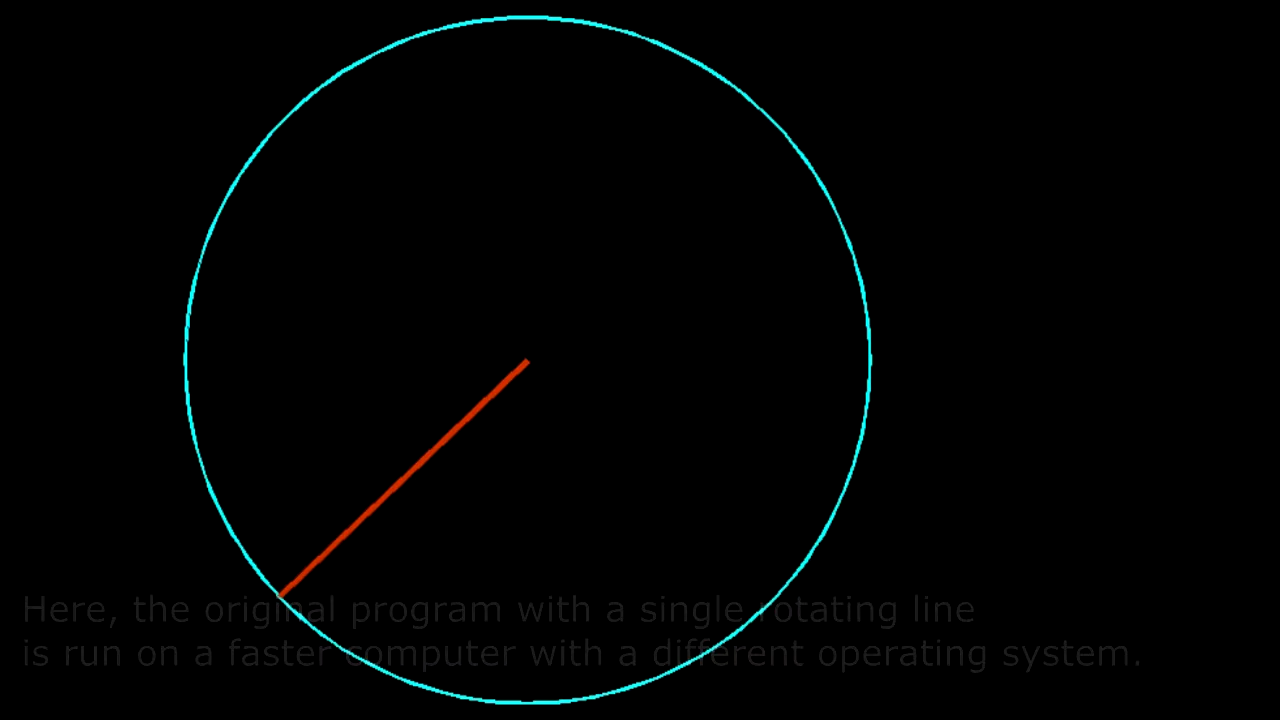 Here, the original program with a single rotating line
is run on a faster computer with a different operating system.